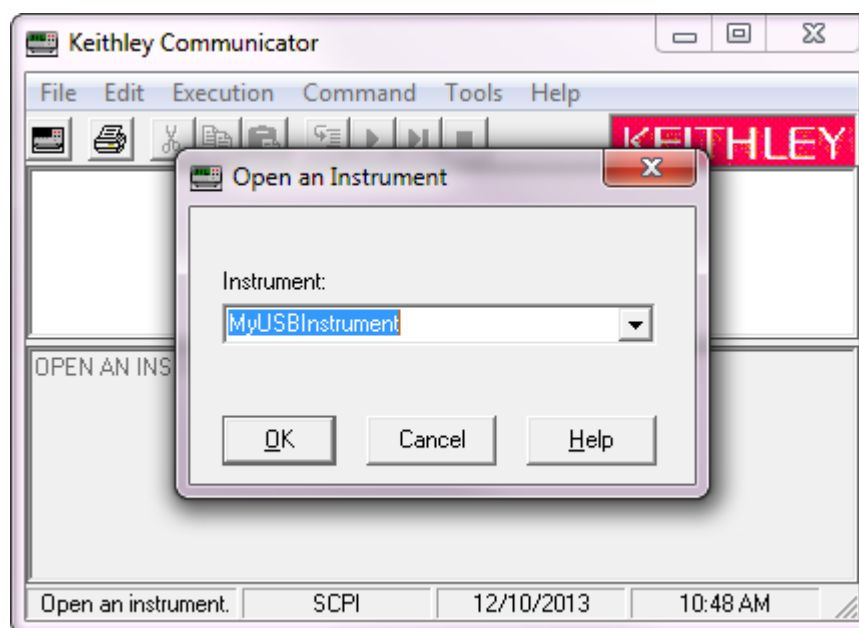 Keithley Communicator
File Edit Execution Command Tools Help
KEITHLEY
Open an Instrument
Instrument:
MyUSBInstrument
OPEN AN INS
OK Cancel Help
Open an instrument. SCPI 12/10/2013 10:48 AM